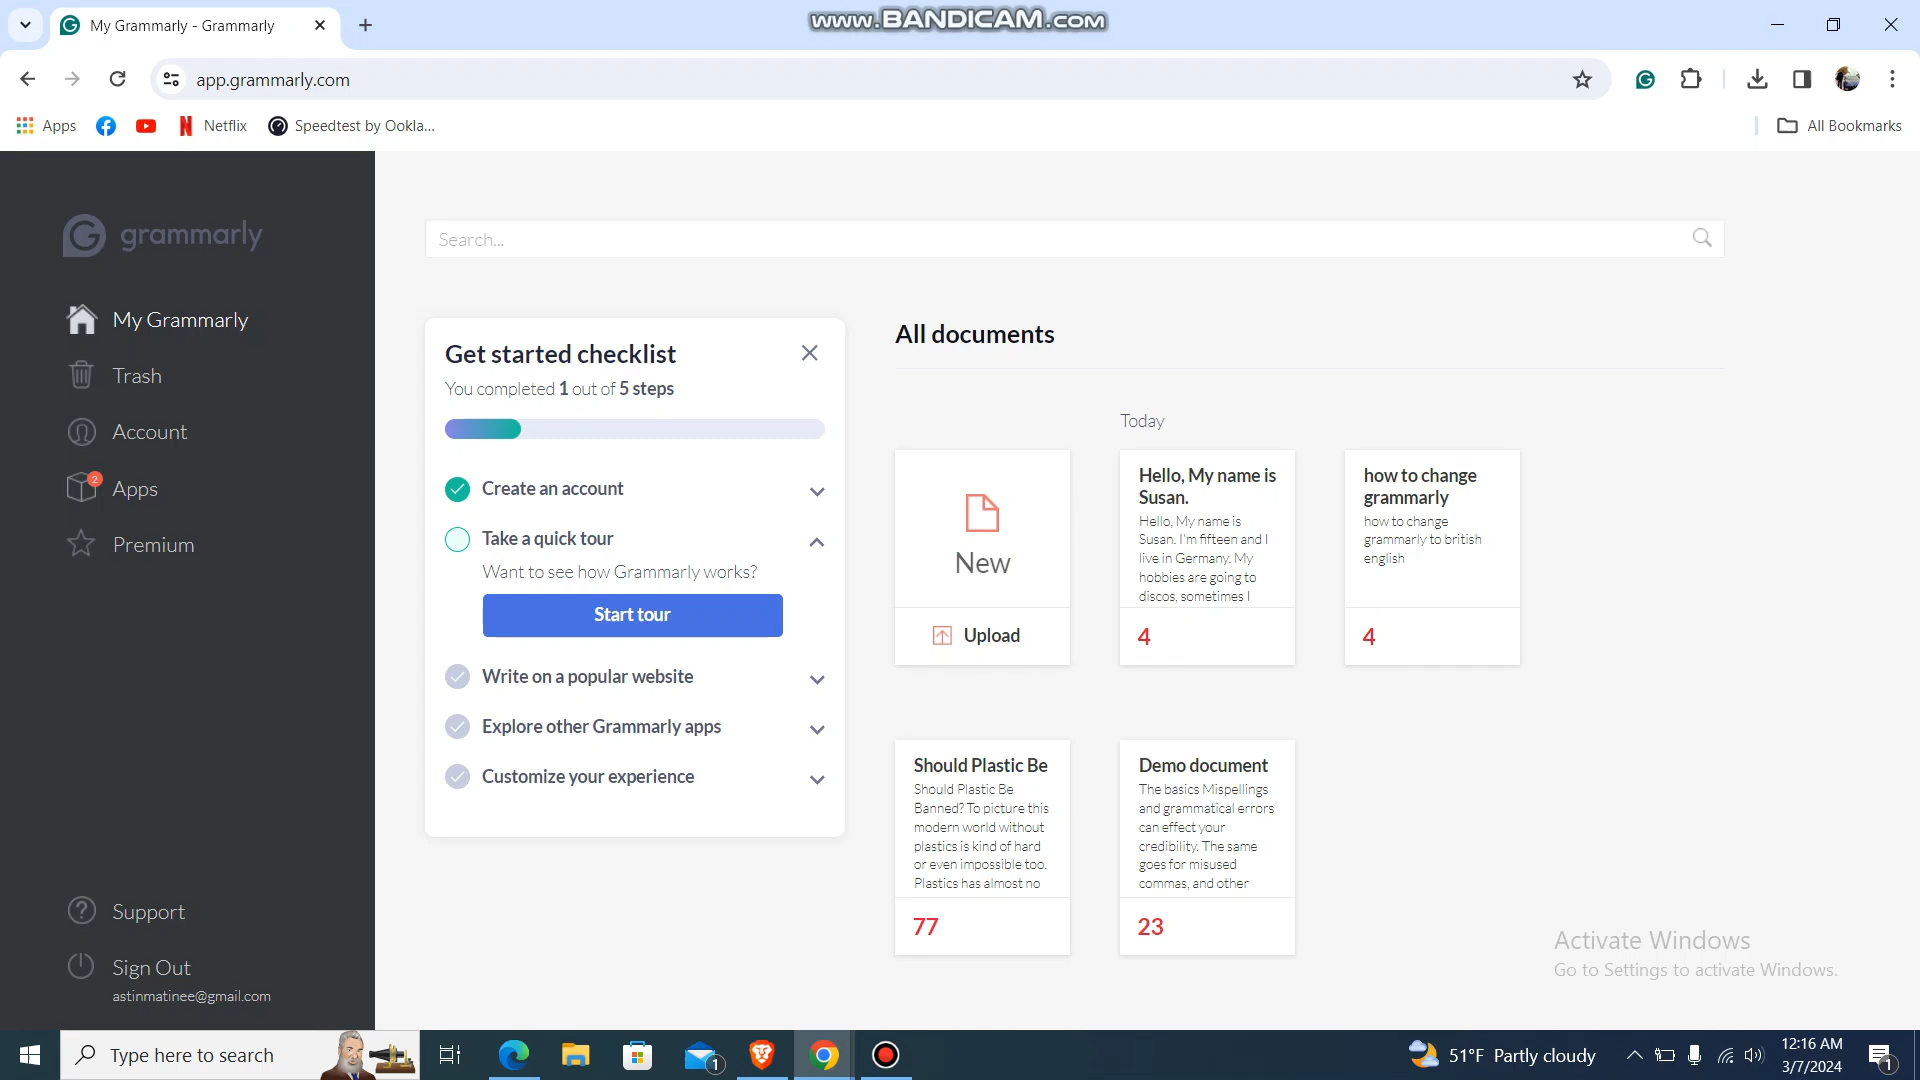 My Grammarly - Grammarly
www.BANDICAM.com
app.grammarly.com
Apps
Netflix
Speedtest by Ookla...
All Bookmarks
grammarly
My Grammarly
Trash
Account
2
Apps
Premium
Support
Sign Out
astinmatinee@gmail.com
Search...
Get started checklist
You completed 1 out of 5 steps
Create an account
Take a quick tour
Want to see how Grammarly works?
Start tour
Write on a popular website
Explore other Grammarly apps
Customize your experience
All documents
Today
New
Upload
Hello, My name is
Susan.
Hello, My name is
Susan. I'm fifteen and I
live in Germany. My
hobbies are going to
discos, sometimes I
4
how to change
grammarly
how to change
grammarly to british
english
4
Should Plastic Be
Should Plastic Be
Banned? To picture this
modern world without
plastics is kind of hard
or even impossible too.
Plastics has almost no
77
Demo document
The basics Mispellings
and grammatical errors
can effect your
credibility. The same
goes for misused
commas, and other
23
Activate Windows
Go to Settings to activate Windows.
Type here to search
1
51°F Partly cloudy
12:16 AM
3/7/2024
1